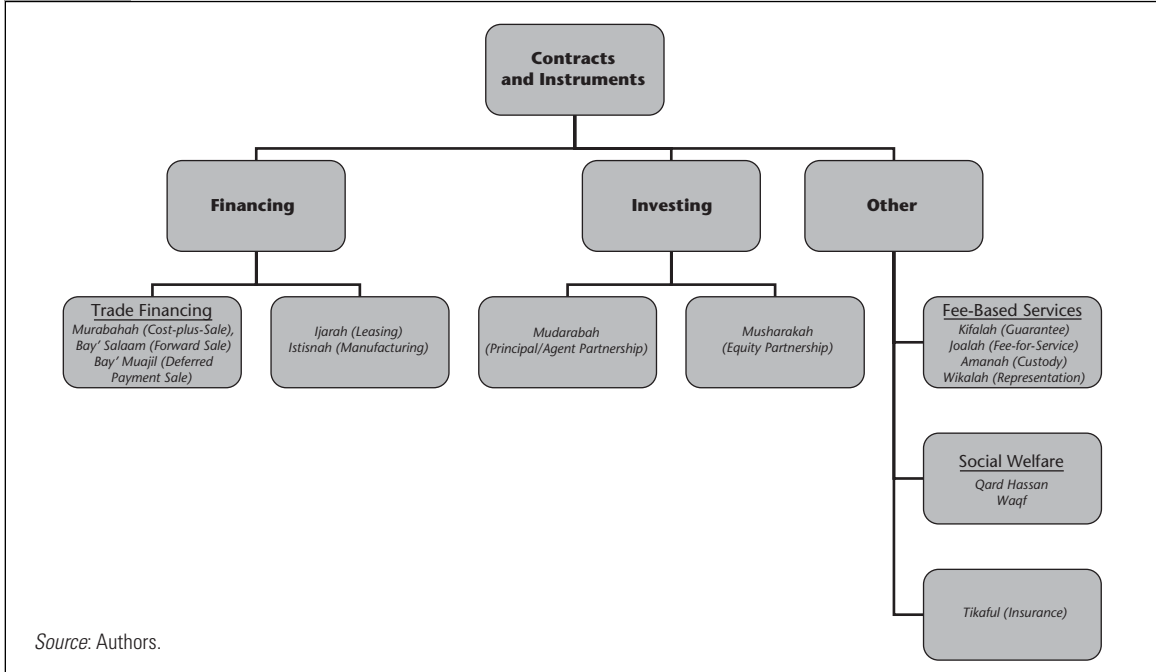 Contracts
and Instruments
Financing
Investing
Other
Trade Financing
Murabahah (Cost-plus-Sale),
Bay’ Salaam (Forward Sale)
Bay’ Muajil (Deferred
Payment Sale)
Ijarah (Leasing)
Istisnah (Manufacturing)
Mudarabah
(Principal/Agent Partnership)
Musharakah
(Equity Partnership)
Fee-Based Services
Kifalah (Guarantee)
Joalah (Fee-for-Service)
Amanah (Custody)
Wikalah (Representation)
Social Welfare
Qard Hassan
Waqf
Tikaful (Insurance)
Source: Authors.